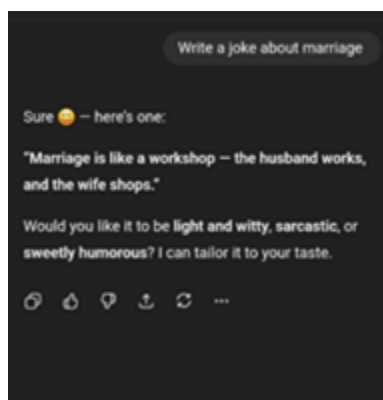 Write a joke about marriage
Sure 😄 — here's one:
"Marriage is like a workshop — the husband works,
and the wife shops."
Would you like it to be light and witty, sarcastic, or
sweetly humorous? I can tailor it to your taste.